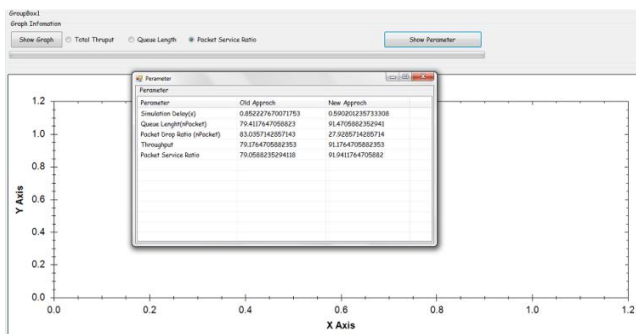 GroupBox1
Graph Infomation
Show Graph Total Thruput Queue Length Packet Service Ratio Show Perameter
Perameter
Perameter
Perameter Old Approch New Approch
Simulation Delay(s) 0.852227670071753 0.590201235733308
Queue Lenght(nPacket) 79.4117647058823 91.4705882352941
Packet Drop Ratio (nPacket) 83.0357142857143 27.9285714285714
Throughput 79.1764705882353 91.1764705882353
Packet Service Ratio 79.0588235294118 91.9411764705882
1.2
1.0
0.8
0.6
0.4
0.2
0.0
Y Axis
0.0 0.2 0.4 0.6 0.8 1.0 1.2
X Axis